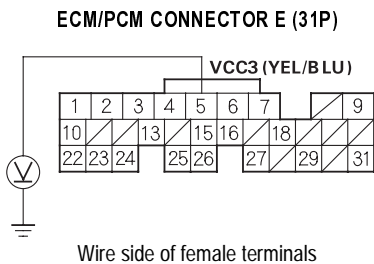 ECM/PCM CONNECTOR E (31P)
VCC3 (YEL/BLU)
1 2 3 4 5 6 7 9
10 13 15 16 18
22 23 24 25 26 27 29 31
V
Wire side of female terminals